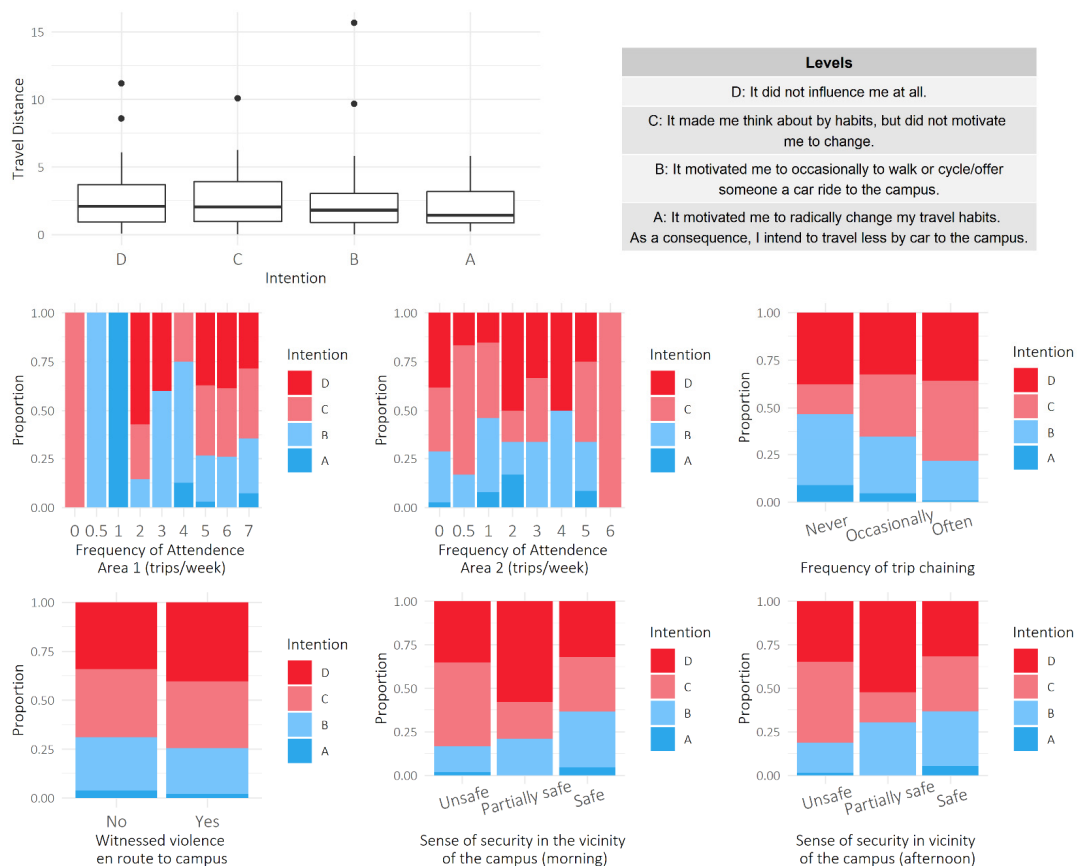 15
10
5
0
Travel Distance
D C B A
Intention
Levels
D: It did not influence me at all.
C: It made me think about by habits, but did not motivate
me to change.
B: It motivated me to occasionally to walk or cycle/offer
someone a car ride to the campus.
A: It motivated me to radically change my travel habits.
As a consequence, I intend to travel less by car to the campus.
1.00
0.75
0.50
0.25
0.00
Proportion
0 0.5 1 2 3 4 5 6 7
Frequency of Attendence
Area 1 (trips/week)
Intention
D
C
B
A
1.00
0.75
0.50
0.25
0.00
Proportion
0 0.5 1 2 3 4 5 6
Frequency of Attendence
Area 2 (trips/week)
Intention
D
C
B
A
1.00
0.75
0.50
0.25
0.00
Proportion
Never Occasionally Often
Frequency of trip chaining
Intention
D
C
B
A
1.00
0.75
0.50
0.25
0.00
Proportion
No Yes
Witnessed violence
en route to campus
Intention
D
C
B
A
1.00
0.75
0.50
0.25
0.00
Proportion
Unsafe Partially safe Safe
Sense of security in the vicinity
of the campus (morning)
Intention
D
C
B
A
1.00
0.75
0.50
0.25
0.00
Proportion
Unsafe Partially safe Safe
Sense of security in vicinity
of the campus (afternoon)
Intention
D
C
B
A